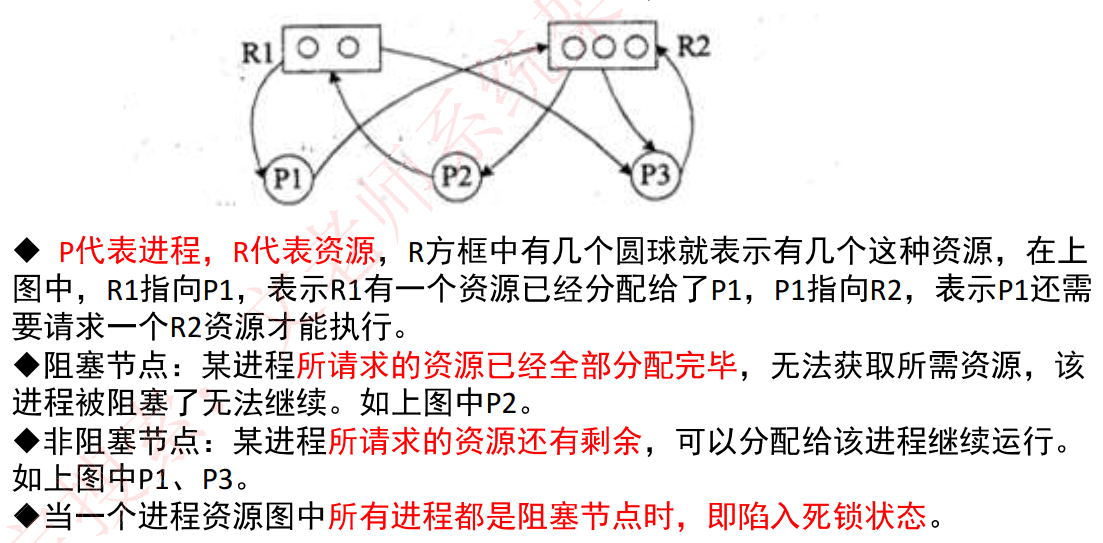 R1
R2
P1
P2
P3
◆ P代表进程，R代表资源，R方框中有几个圆球就表示有几个这种资源，在上
图中，R1指向P1，表示R1有一个资源已经分配给了P1，P1指向R2，表示P1还需
要请求一个R2资源才能执行。
◆阻塞节点：某进程所请求的资源已经全部分配完毕，无法获取所需资源，该
进程被阻塞了无法继续。如上图中P2。
◆非阻塞节点：某进程所请求的资源还有剩余，可以分配给该进程继续运行。
如上图中P1、P3。
◆当一个进程资源图中所有进程都是阻塞节点时，即陷入死锁状态。